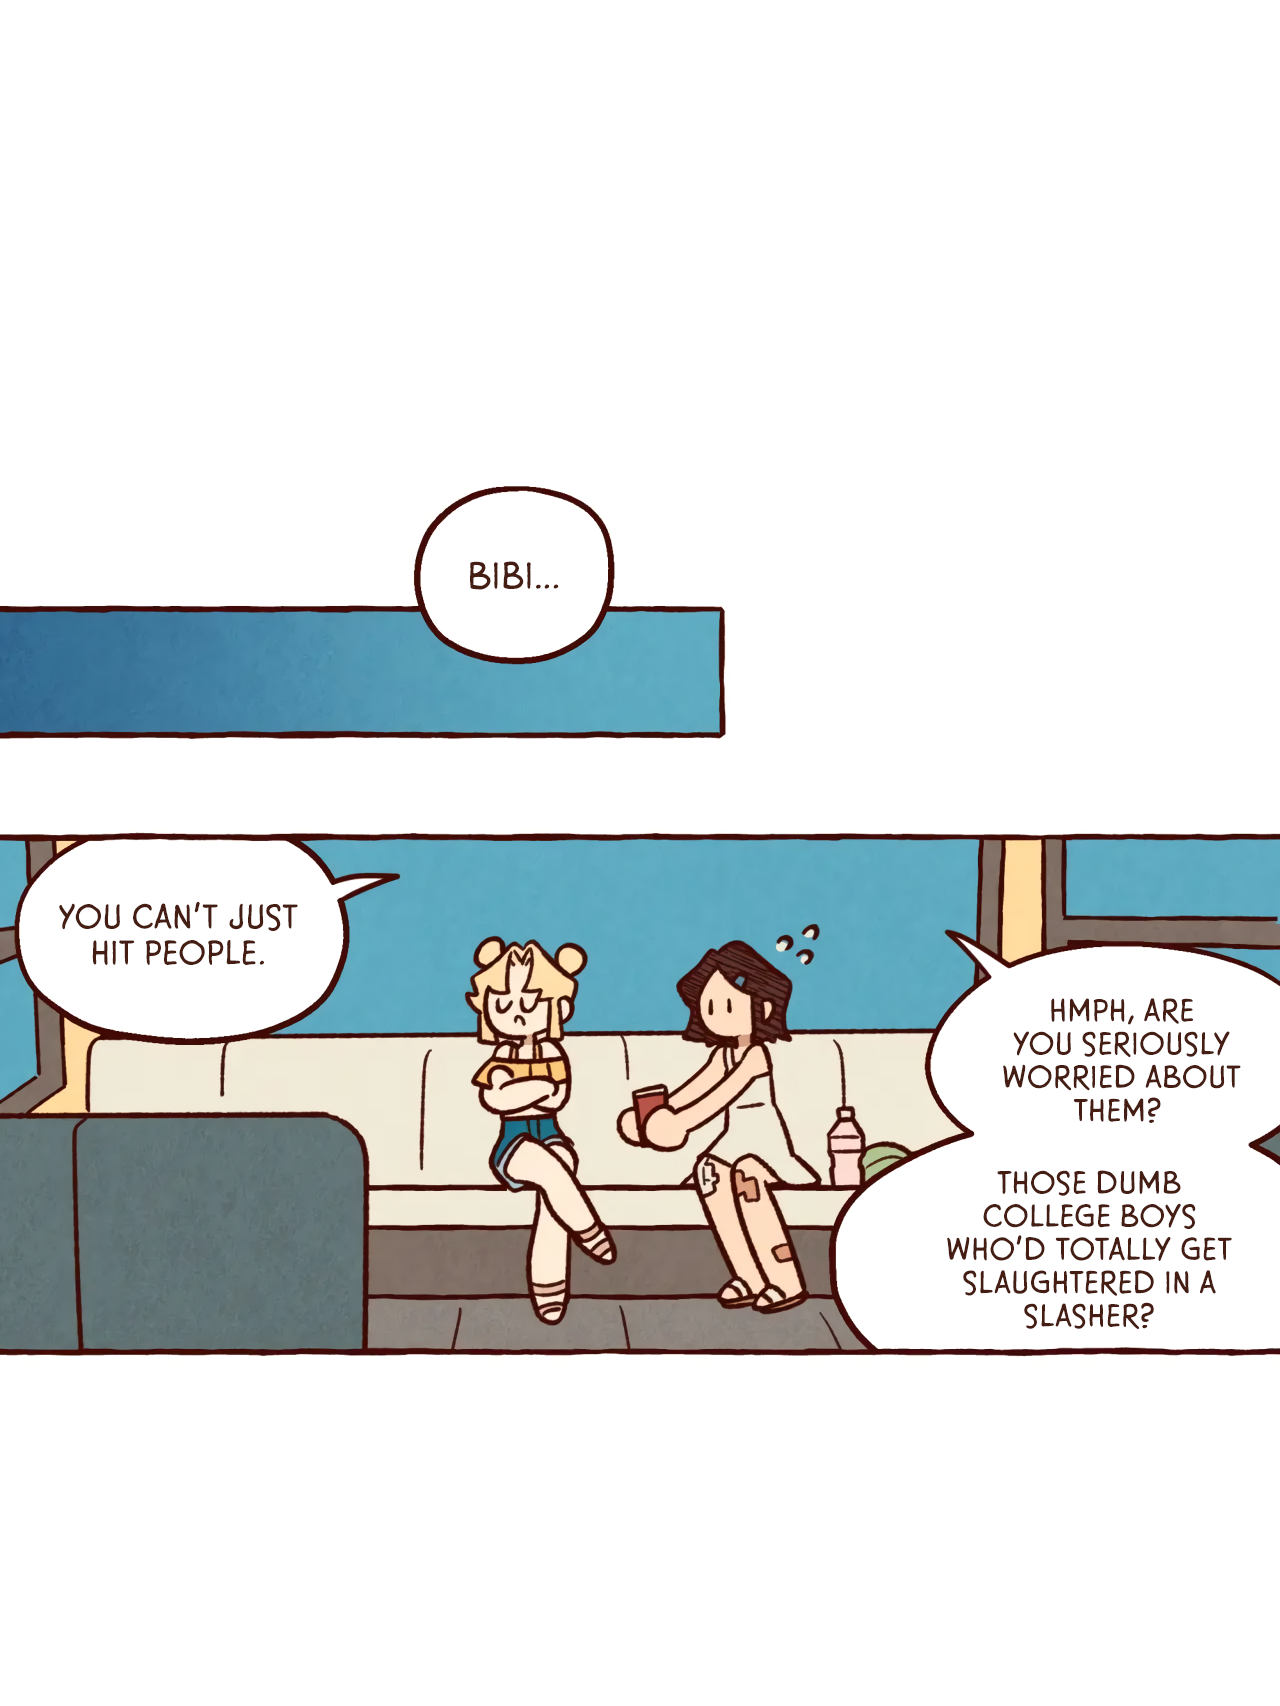 BIBI...
YOU CAN'T JUST
HIT PEOPLE.
HMPH, ARE
YOU SERIOUSLY
WORRIED ABOUT
THEM?
THOSE DUMB
COLLEGE BOYS
WHO'D TOTALLY GET
SLAUGHTERED IN A
SLASHER?